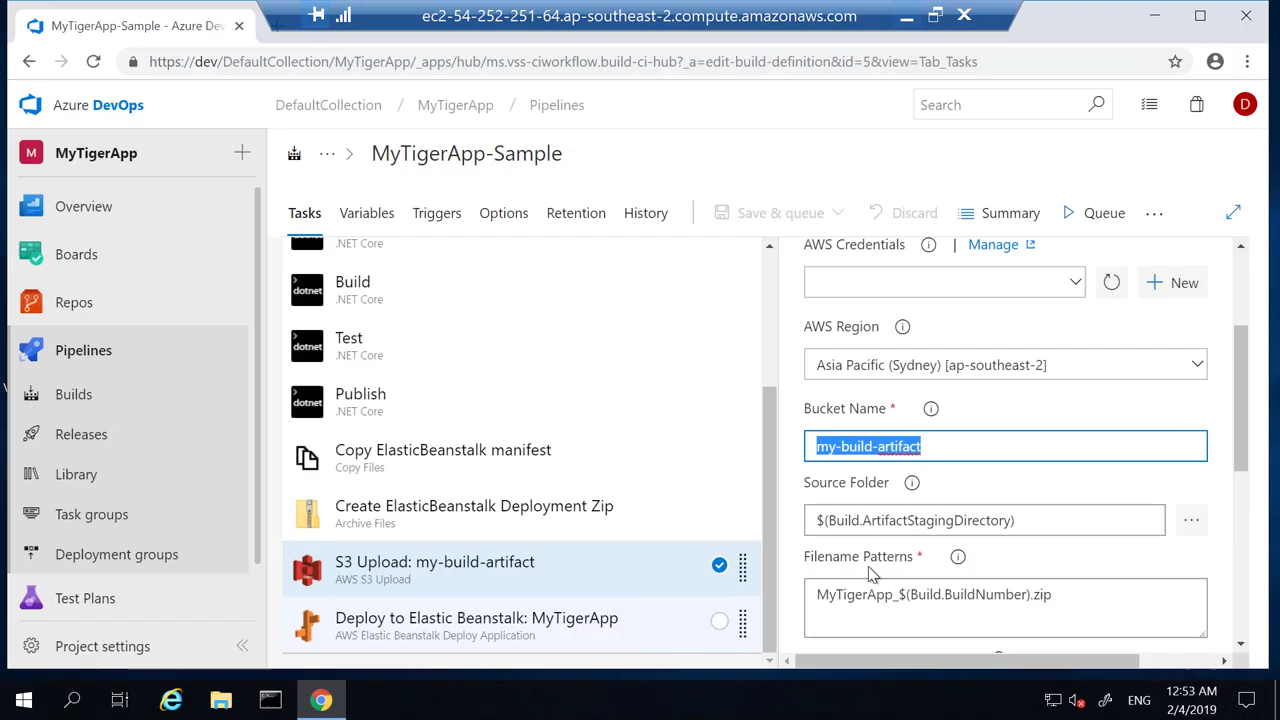 ec2-54-252-251-64.ap-southeast-2.compute.amazonaws.com
MyTigerApp-Sample - Azure Dev
https://dev/DefaultCollection/MyTigerApp/_apps/hub/ms.vss-ciworkflow.build-ci-hub?_a=edit-build-definition&id=5&view=Tab_Tasks
Azure DevOps
DefaultCollection / MyTigerApp / Pipelines
Search
D
M MyTigerApp
Overview
Boards
Repos
Pipelines
Builds
Releases
Library
Task groups
Deployment groups
Test Plans
Project settings
... > MyTigerApp-Sample
Tasks Variables Triggers Options Retention History | Save & queue Discard Summary Queue ...
.NET Core
dotnet
Build
.NET Core
dotnet
Test
.NET Core
dotnet
Publish
.NET Core
Copy ElasticBeanstalk manifest
Copy Files
Create ElasticBeanstalk Deployment Zip
Archive Files
S3 Upload: my-build-artifact
AWS S3 Upload
Deploy to Elastic Beanstalk: MyTigerApp
AWS Elastic Beanstalk Deploy Application
AWS Credentials | Manage
New
AWS Region
Asia Pacific (Sydney) [ap-southeast-2]
Bucket Name *
my-build-artifact
Source Folder
$(Build.ArtifactStagingDirectory)
...
Filename Patterns *
MyTigerApp_$(Build.BuildNumber).zip
ENG
12:53 AM
2/4/2019